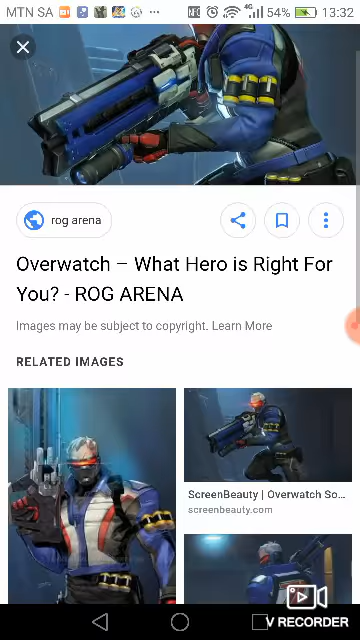 MTN SA ... 4G 54% 13:32
rog arena
Overwatch – What Hero is Right For
You? - ROG ARENA
Images may be subject to copyright. Learn More
RELATED IMAGES
ScreenBeauty | Overwatch So...
screenbeauty.com
V RECORDER